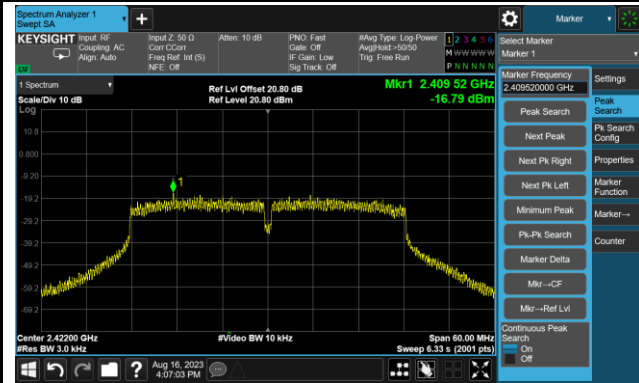 Spectrum Analyzer 1
Swept SA
Marker
KEYSIGHT
Input: RF
Coupling: AC
Align: Auto
Input Z: 50 Ω
Corr CCorr
Freq Ref: Int (S)
NFE: Off
Atten: 10 dB
PNO: Fast
Gate: Off
IF Gain: Low
Sig Track: Off
#Avg Type: Log-Power
Avg|Hold:>50/50
Trig: Free Run
1 2 3 4 5 6
M W W W W W
P N N N N N
Select Marker
Marker 1
1 Spectrum
Scale/Div 10 dB
Log
Ref Lvl Offset 20.80 dB
Ref Level 20.80 dBm
Mkr1 2.409 52 GHz
-16.79 dBm
10.8
0.800
-9.20
-19.2
-29.2
-39.2
-49.2
-59.2
-69.2
1
Center 2.42200 GHz
#Res BW 3.0 kHz
#Video BW 10 kHz
Span 60.00 MHz
Sweep 6.33 s (2001 pts)
Marker Frequency
2.409520000 GHz
Peak Search
Next Peak
Next Pk Right
Next Pk Left
Minimum Peak
Pk-Pk Search
Marker Delta
Mkr→CF
Mkr→Ref Lvl
Continuous Peak
Search
On
Off
Settings
Peak
Search
Pk Search
Config
Properties
Marker
Function
Marker→
Counter
?
Aug 16, 2023
4:07:03 PM